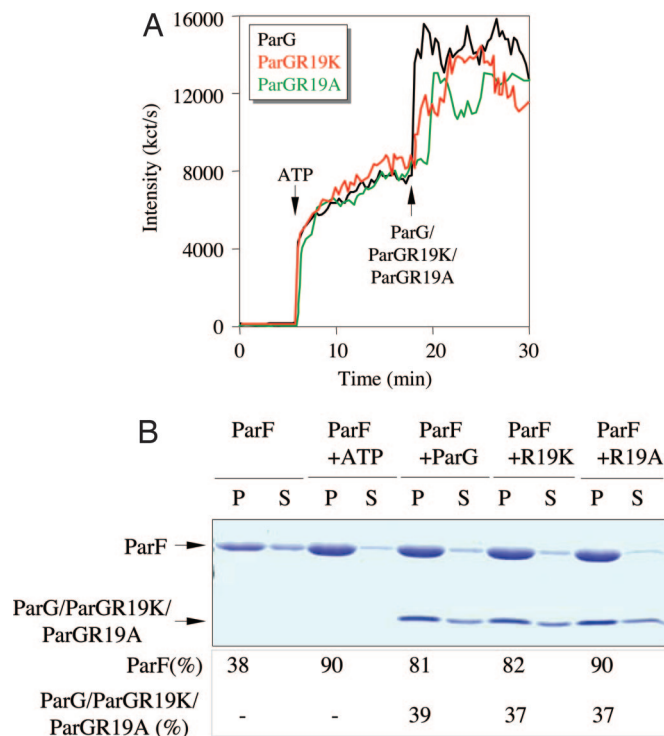 A
16000
12000
8000
4000
0
Intensity (kct/s)
ParG
ParGR19K
ParGR19A
ATP
ParG/
ParGR19K/
ParGR19A
0 10 20 30
Time (min)
B
ParF ParF ParF ParF ParF
+ATP +ParG +R19K +R19A
P S P S P S P S P S
ParF
ParG/ParGR19K/
ParGR19A
ParF(%) 38 90 81 82 90
ParG/ParGR19K/
ParGR19A (%) - - 39 37 37